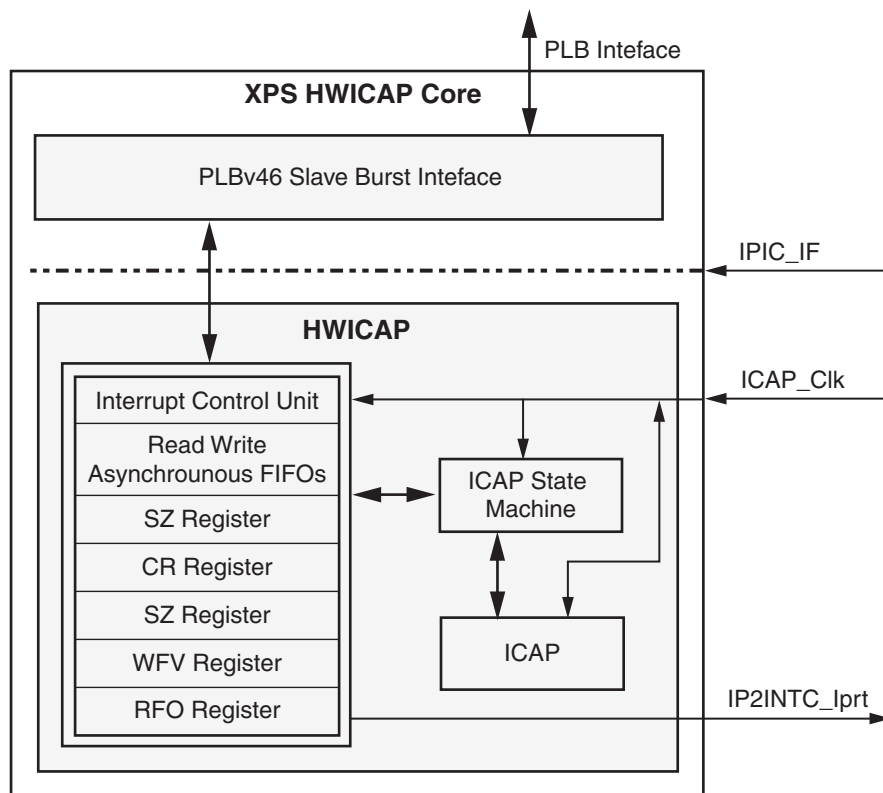 PLB Inteface
XPS HWICAP Core
PLBv46 Slave Burst Inteface
IPIC_IF
HWICAP
ICAP_Clk
Interrupt Control Unit
Read Write
Asynchrounous FIFOs
ICAP State
Machine
SZ Register
CR Register
SZ Register
WFV Register
ICAP
RFO Register
IP2INTC_Iprt